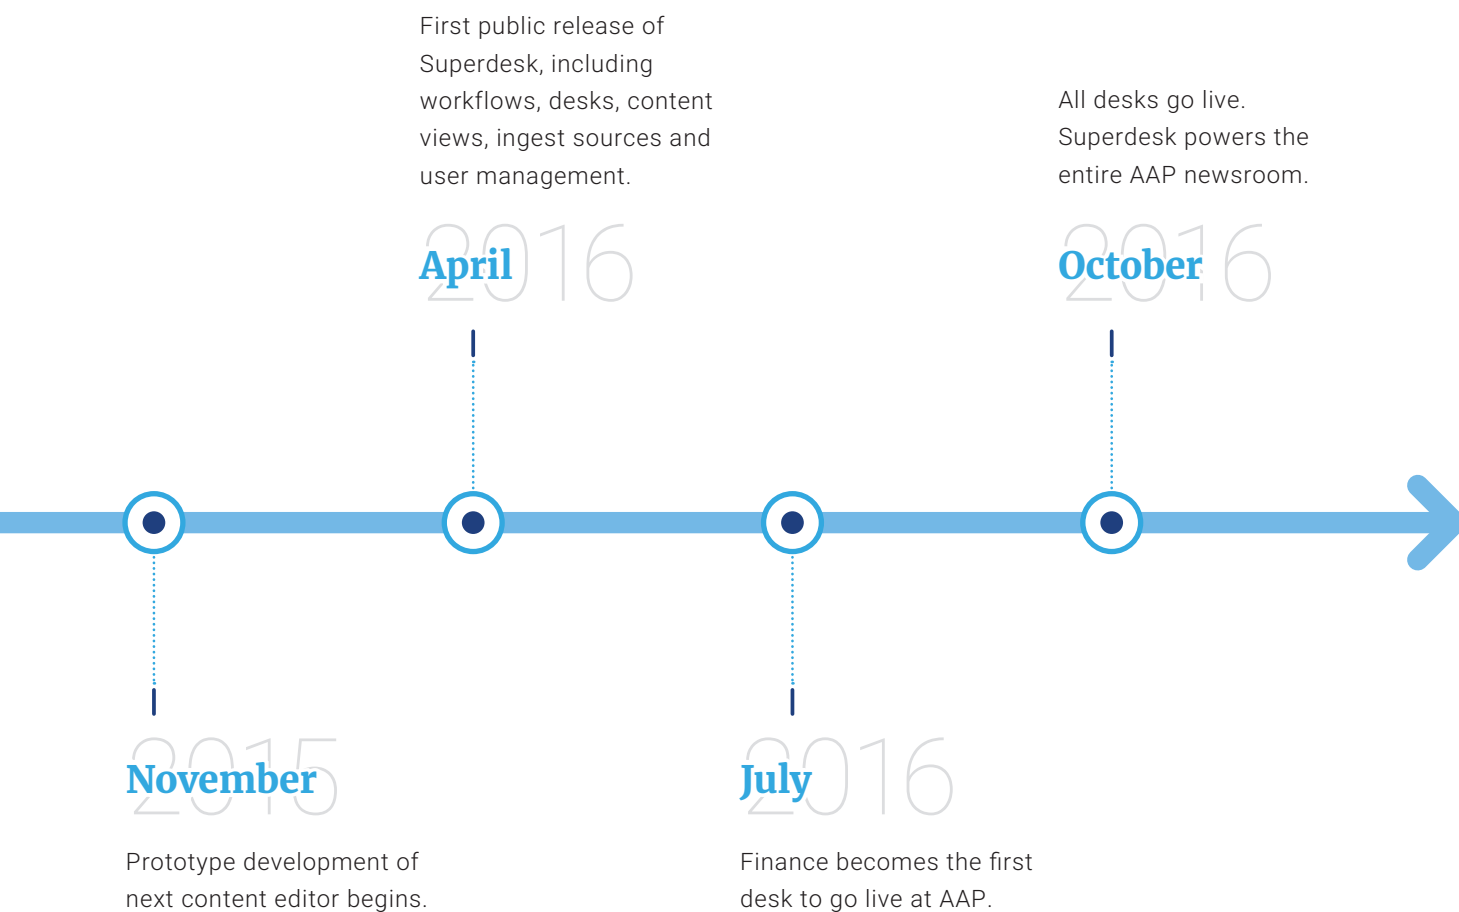 First public release of
Superdesk, including
workflows, desks, content
views, ingest sources and
user management.
2016
April
All desks go live.
Superdesk powers the
entire AAP newsroom.
2016
October
2015
November
Prototype development of
next content editor begins.
2016
July
Finance becomes the first
desk to go live at AAP.